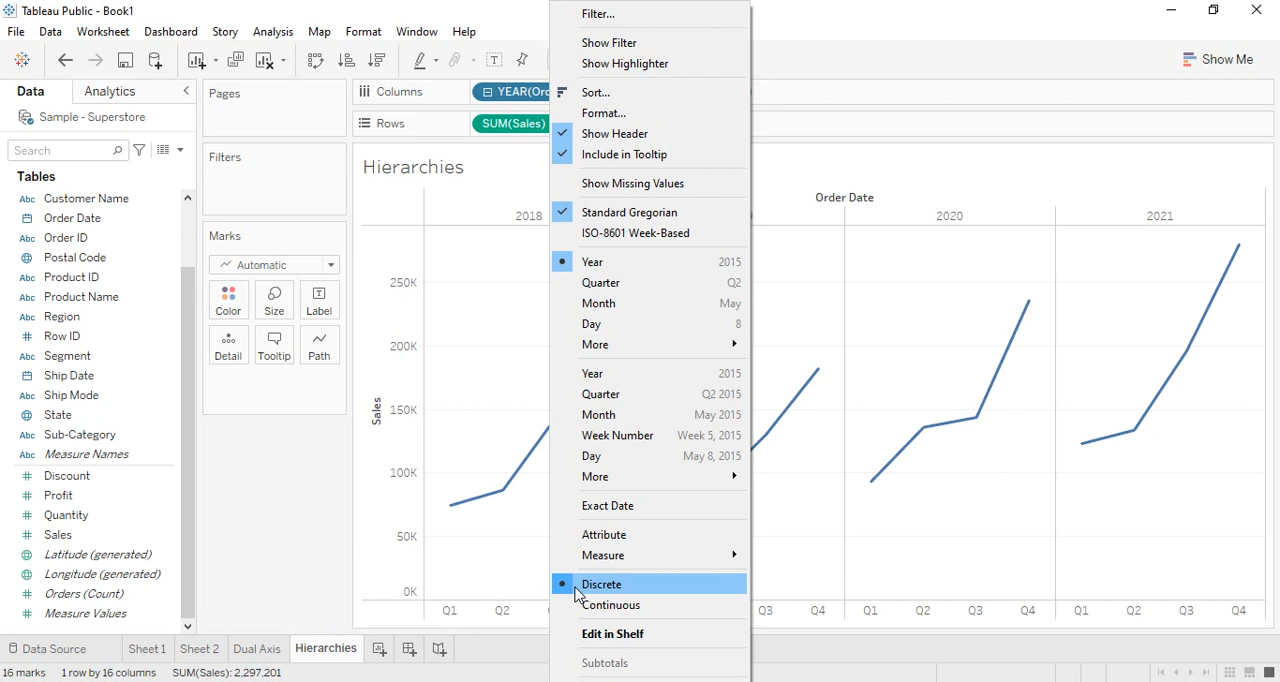 Tableau Public - Book1
File Data Worksheet Dashboard Story Analysis Map Format Window Help
Show Me
Data Analytics
Sample - Superstore
Search
Tables
Abc Customer Name
Order Date
Abc Order ID
Postal Code
Abc Product ID
Abc Product Name
Abc Region
# Row ID
Abc Segment
Ship Date
Abc Ship Mode
State
Abc Sub-Category
Abc Measure Names
# Discount
# Profit
# Quantity
# Sales
Latitude (generated)
Longitude (generated)
# Orders (Count)
# Measure Values
Pages
Filters
Marks
Automatic
Color Size Label
Detail Tooltip Path
Columns
Rows SUM(Sales)
Hierarchies
Order Date
2018 2020 2021
Sales
250K
200K
150K
100K
50K
0K
Q1 Q2 Q3 Q4 Q1 Q2 Q3 Q4 Q1 Q2 Q3 Q4
Filter...
Show Filter
Show Highlighter
Sort...
Format...
Show Header
Include in Tooltip
Show Missing Values
Standard Gregorian
ISO-8601 Week-Based
Year 2015
Quarter Q2
Month May
Day 8
More
Year 2015
Quarter Q2 2015
Month May 2015
Week Number Week 5, 2015
Day May 8, 2015
More
Exact Date
Attribute
Measure
Discrete
Continuous
Edit in Shelf
Subtotals
Data Source Sheet 1 Sheet 2 Dual Axis Hierarchies
16 marks 1 row by 16 columns SUM(Sales): 2,297,201